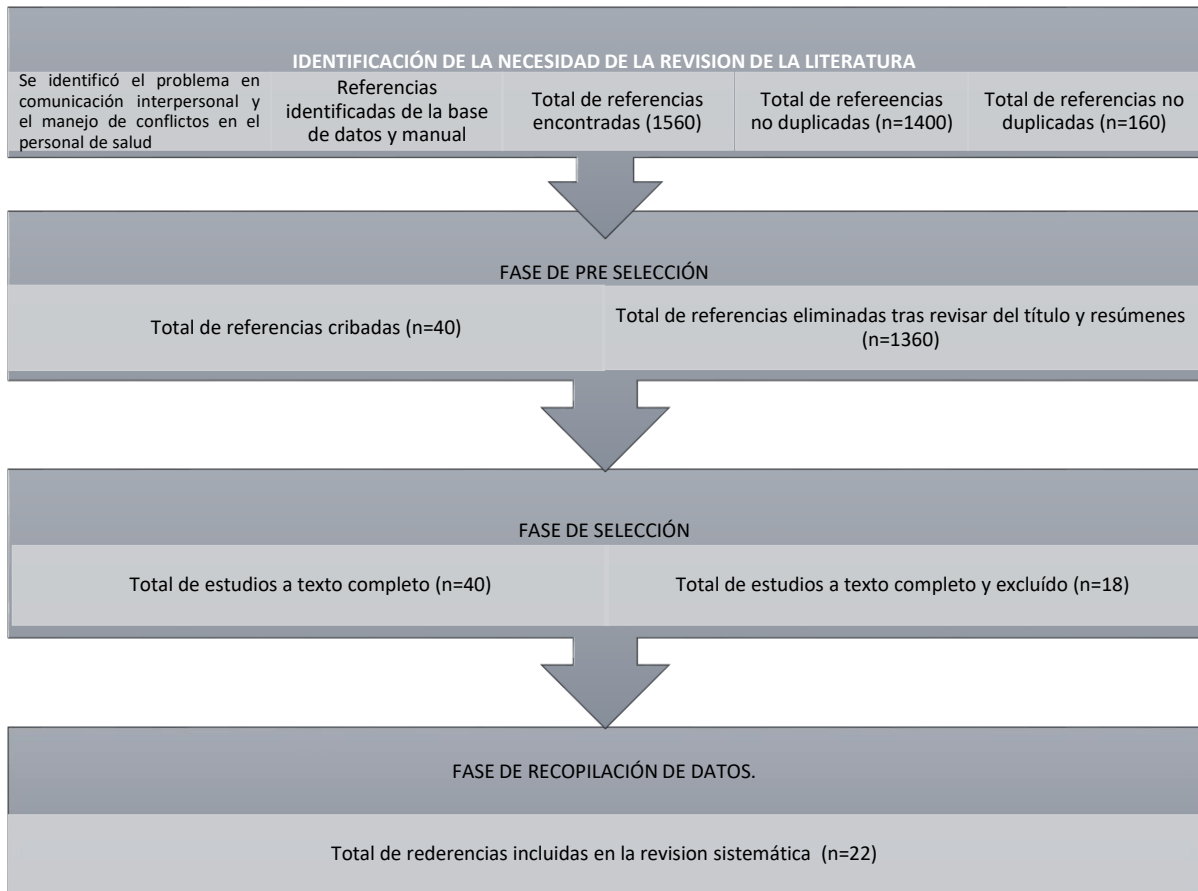 IDENTIFICACIÓN DE LA NECESIDAD DE LA REVISION DE LA LITERATURA
Se identificó el problema en
comunicación interpersonal y
el manejo de conflictos en el
personal de salud
Referencias
identificadas de la base
de datos y manual
Total de referencias
encontradas (1560)
Total de refereencias
no duplicadas (n=1400)
Total de referencias no
duplicadas (n=160)
FASE DE PRE SELECCIÓN
Total de referencias cribadas (n=40)
Total de referencias eliminadas tras revisar del título y resúmenes
(n=1360)
FASE DE SELECCIÓN
Total de estudios a texto completo (n=40)
Total de estudios a texto completo y excluído (n=18)
FASE DE RECOPILACIÓN DE DATOS.
Total de rederencias incluidas en la revision sistemática (n=22)